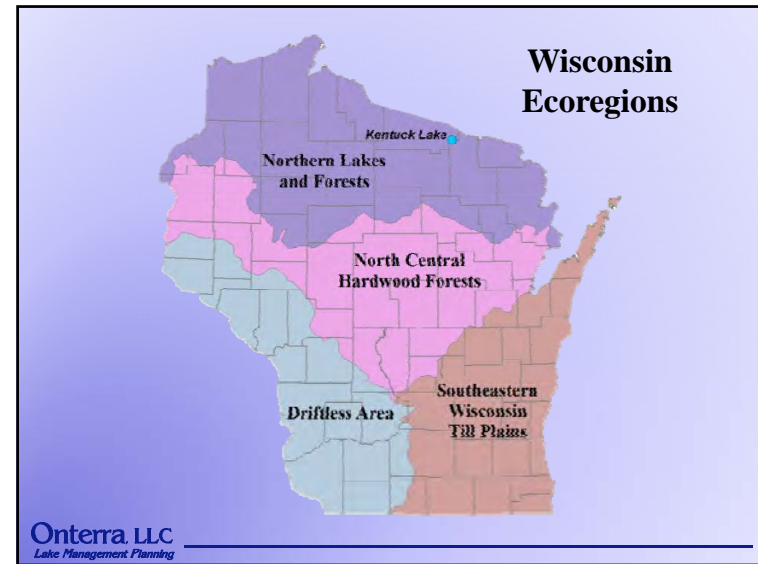 Wisconsin
Ecoregions
Kentuck Lake
Northern Lakes
and Forests
North Central
Hardwood Forests
Driftless Area
Southeastern
Wisconsin
Till Plains
Onterra, LLC
Lake Management Planning